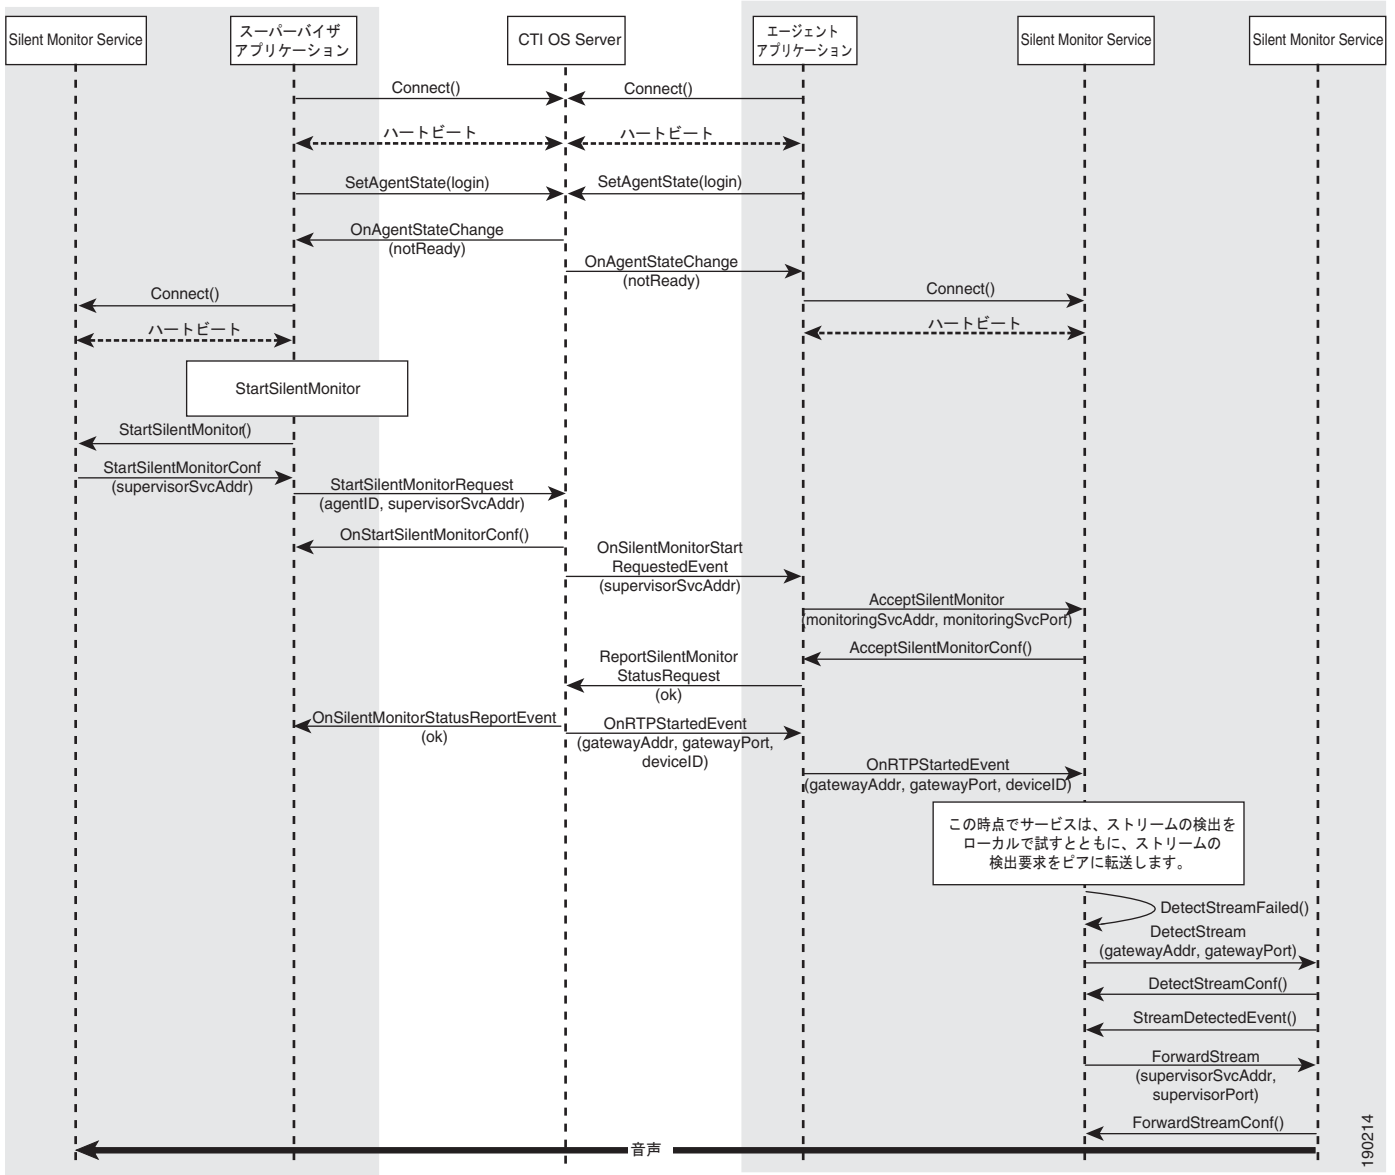 Silent Monitor Service
スーパーバイザ
アプリケーション
CTI OS Server
エージェント
アプリケーション
Silent Monitor Service
Silent Monitor Service
Connect()
Connect()
ハートビート
ハートビート
SetAgentState(login)
SetAgentState(login)
OnAgentStateChange
(notReady)
OnAgentStateChange
(notReady)
Connect()
Connect()
ハートビート
ハートビート
StartSilentMonitor
StartSilentMonitor()
StartSilentMonitorConf
(supervisorSvcAddr)
StartSilentMonitorRequest
(agentID, supervisorSvcAddr)
OnStartSilentMonitorConf()
OnSilentMonitorStart
RequestedEvent
(supervisorSvcAddr)
AcceptSilentMonitor
(monitoringSvcAddr, monitoringSvcPort)
AcceptSilentMonitorConf()
ReportSilentMonitor
StatusRequest
(ok)
OnSilentMonitorStatusReportEvent
(ok)
OnRTPStartedEvent
(gatewayAddr, gatewayPort,
deviceID)
OnRTPStartedEvent
(gatewayAddr, gatewayPort, deviceID)
この時点でサービスは、ストリームの検出を
ローカルで試すとともに、ストリームの
検出要求をピアに転送します。
DetectStreamFailed()
DetectStream
(gatewayAddr, gatewayPort)
DetectStreamConf()
StreamDetectedEvent()
ForwardStream
(supervisorSvcAddr,
supervisorPort)
ForwardStreamConf()
音声
190214